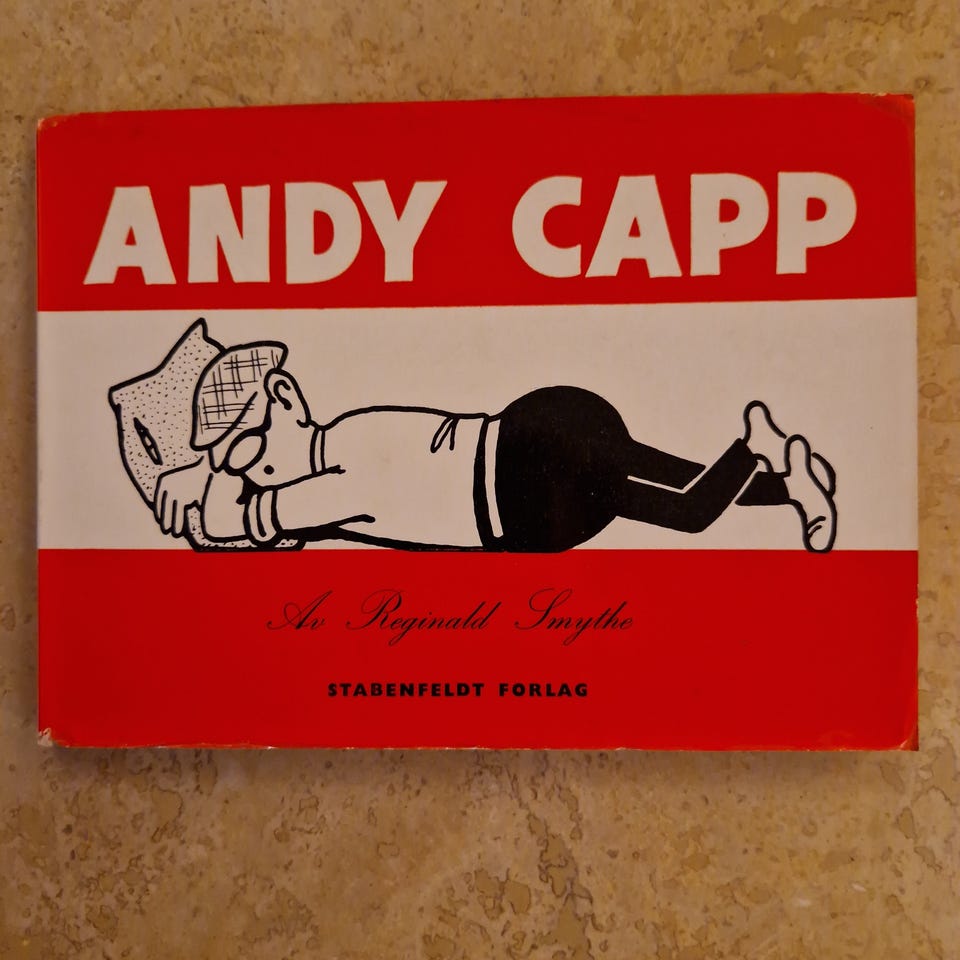 ANDY CAPP
Av Reginald Smythe
STABENFELDT FORLAG